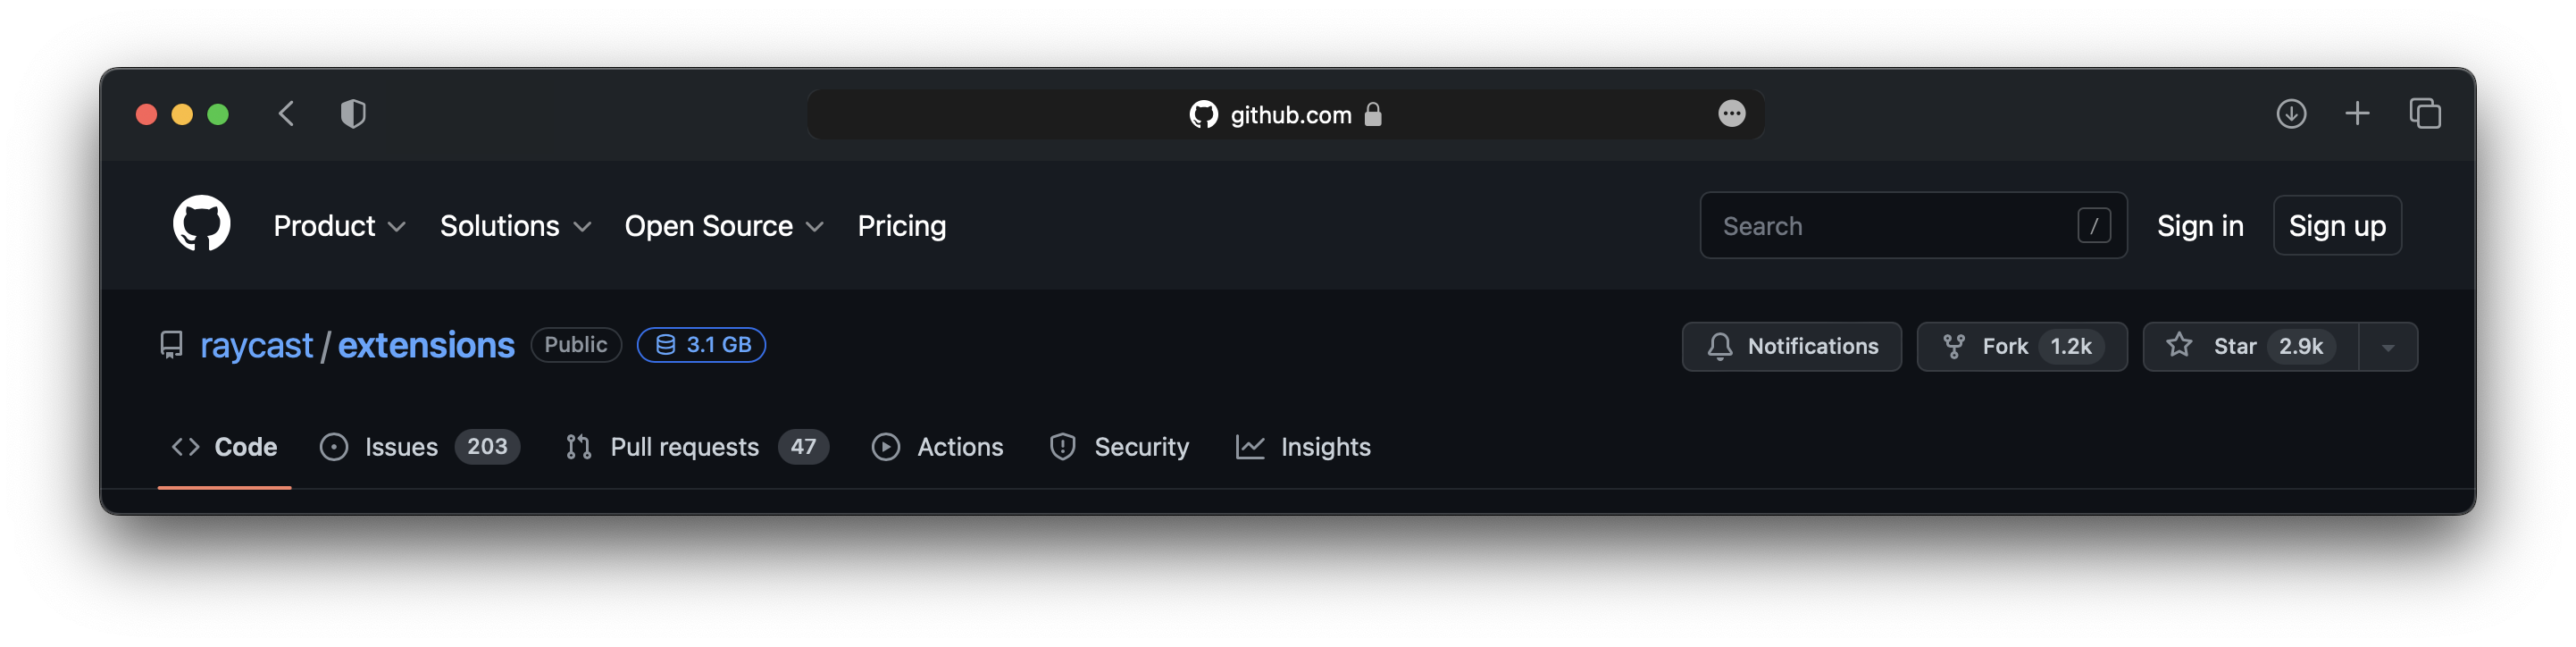 github.com
Product Solutions Open Source Pricing Search / Sign in Sign up
raycast / extensions Public 3.1 GB Notifications Fork 1.2k Star 2.9k
Code Issues 203 Pull requests 47 Actions Security Insights